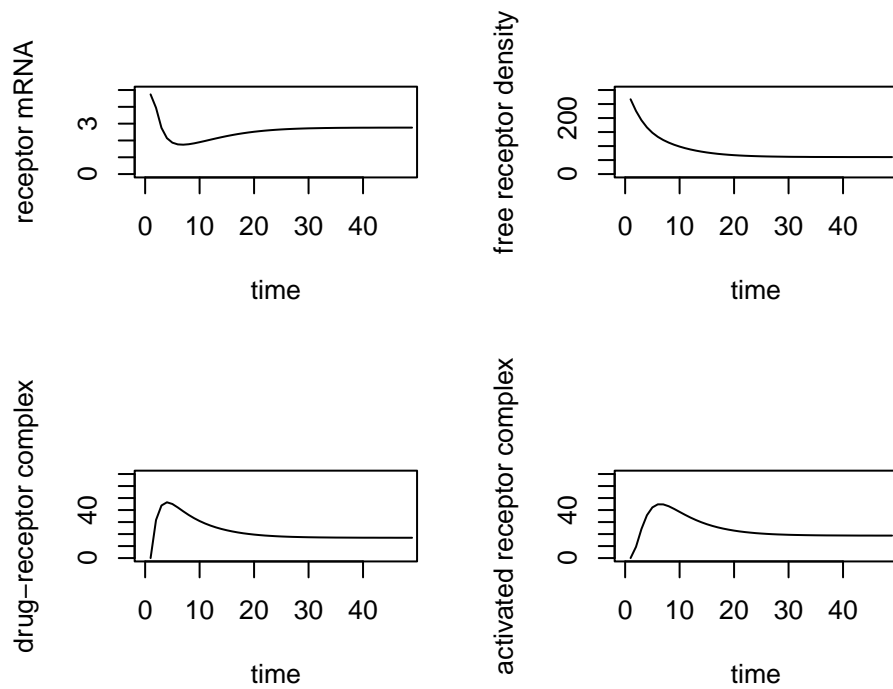 receptor mRNA
0 3
0 10 20 30 40
time
free receptor density
0 200
0 10 20 30 40
time
drug−receptor complex
0 40
0 10 20 30 40
time
activated receptor complex
0 40
0 10 20 30 40
time